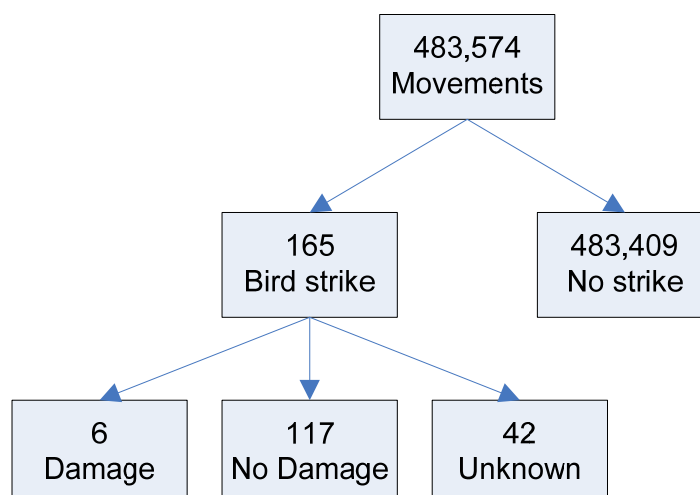 483,574
Movements
165
Bird strike
483,409
No strike
6
Damage
117
No Damage
42
Unknown